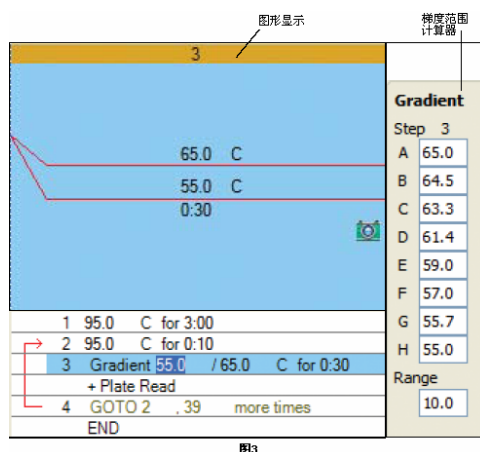 图形显示
梯度范围
计算器
3
65.0 C
55.0 C
0:30
1 95.0 C for 3:00
2 95.0 C for 0:10
3 Gradient 55.0 / 65.0 C for 0:30
+ Plate Read
4 GOTO 2 , 39 more times
END
Gradient
Step 3
A 65.0
B 64.5
C 63.3
D 61.4
E 59.0
F 57.0
G 55.7
H 55.0
Range
10.0
图3